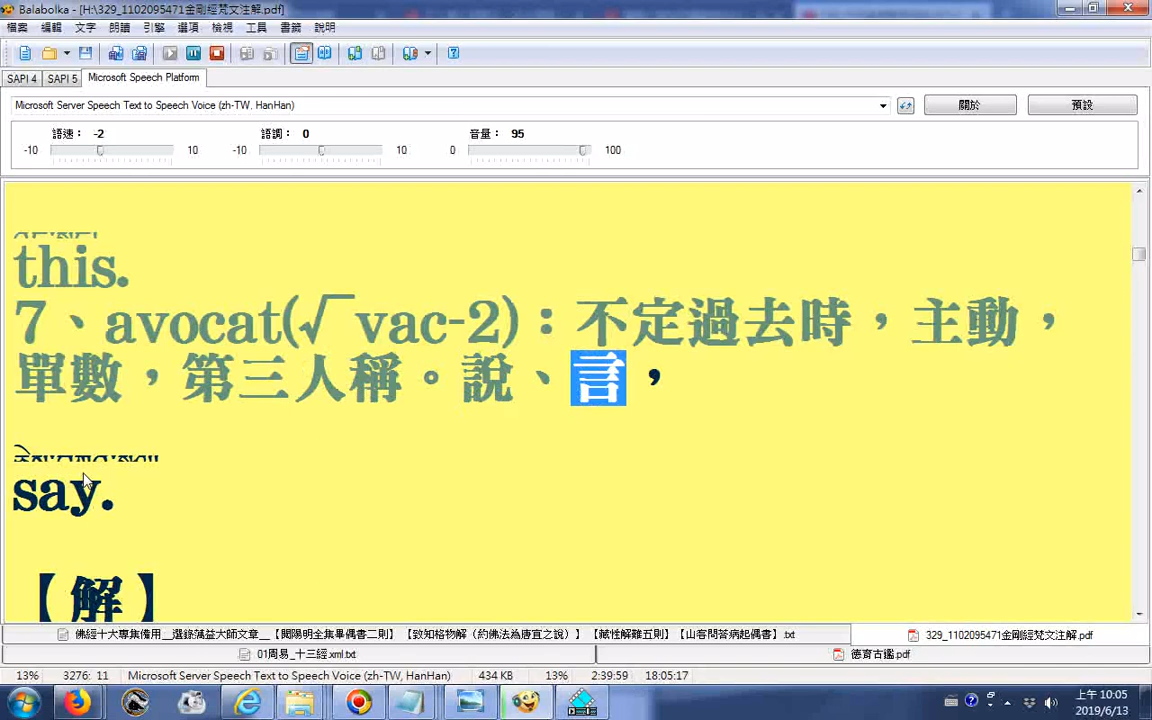 Balabolka - [H:\329_1102095471金剛經梵文注解.pdf]
檔案 編輯 文字 朗讀 引擎 選項 檢視 工具 書籤 說明
SAPI 4 SAPI 5 Microsoft Speech Platform
Microsoft Server Speech Text to Speech Voice (zh-TW, HanHan) 關於 預設
語速： -2 語調： 0 音量： 95
-10 10 -10 10 0 100
this.
7、avocat(√vac-2)：不定過去時，主動，
單數，第三人稱。說、言，
say.
【解】
佛經十大專集備用__選錄蕅益大師文章__【閱陽明全集畢偶書二則】【致知格物解（約佛法為唐宜之說）】【藏性解難五則】【山客問答病起偶書】.txt 329_1102095471金剛經梵文注解.pdf
01周易_十三經.xml.txt 德育古鑑.pdf
13% 3276: 11 Microsoft Server Speech Text to Speech Voice (zh-TW, HanHan) 434 KB 13% 2:39:59 18:05:17
上午 10:05
2019/6/13